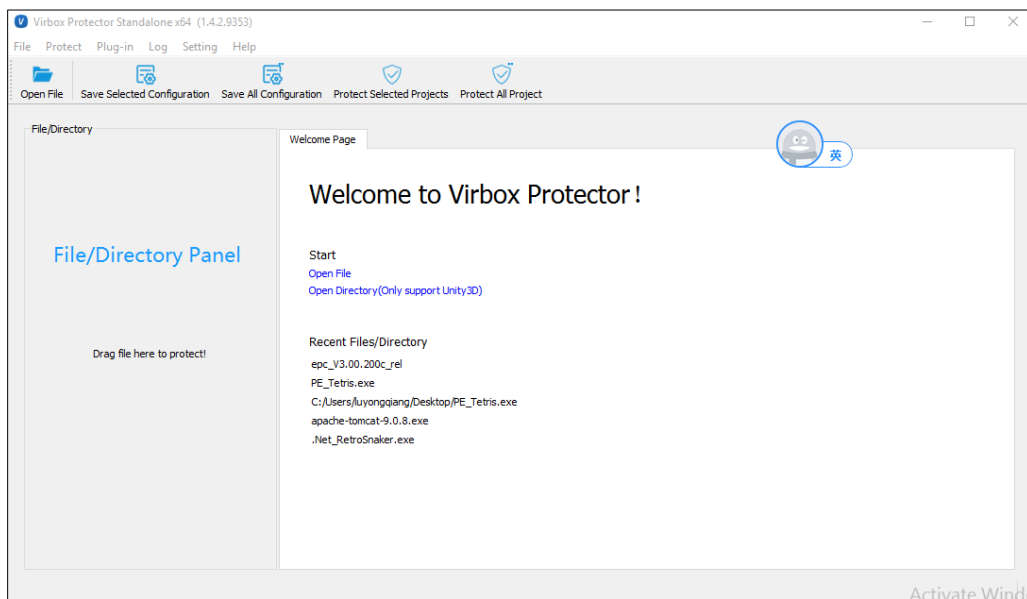 Virbox Protector Standalone x64 (1.4.2.9353)
File Protect Plug-in Log Setting Help
Open File Save Selected Configuration Save All Configuration Protect Selected Projects Protect All Project
File/Directory
Welcome Page
英
Welcome to Virbox Protector!
File/Directory Panel
Start
Open File
Open Directory(Only support Unity3D)
Drag file here to protect!
Recent Files/Directory
epc_V3.00.200c_rel
PE_Tetris.exe
C:/Users/luyongqiang/Desktop/PE_Tetris.exe
apache-tomcat-9.0.8.exe
.Net_RetroSnaker.exe
Activate Wind